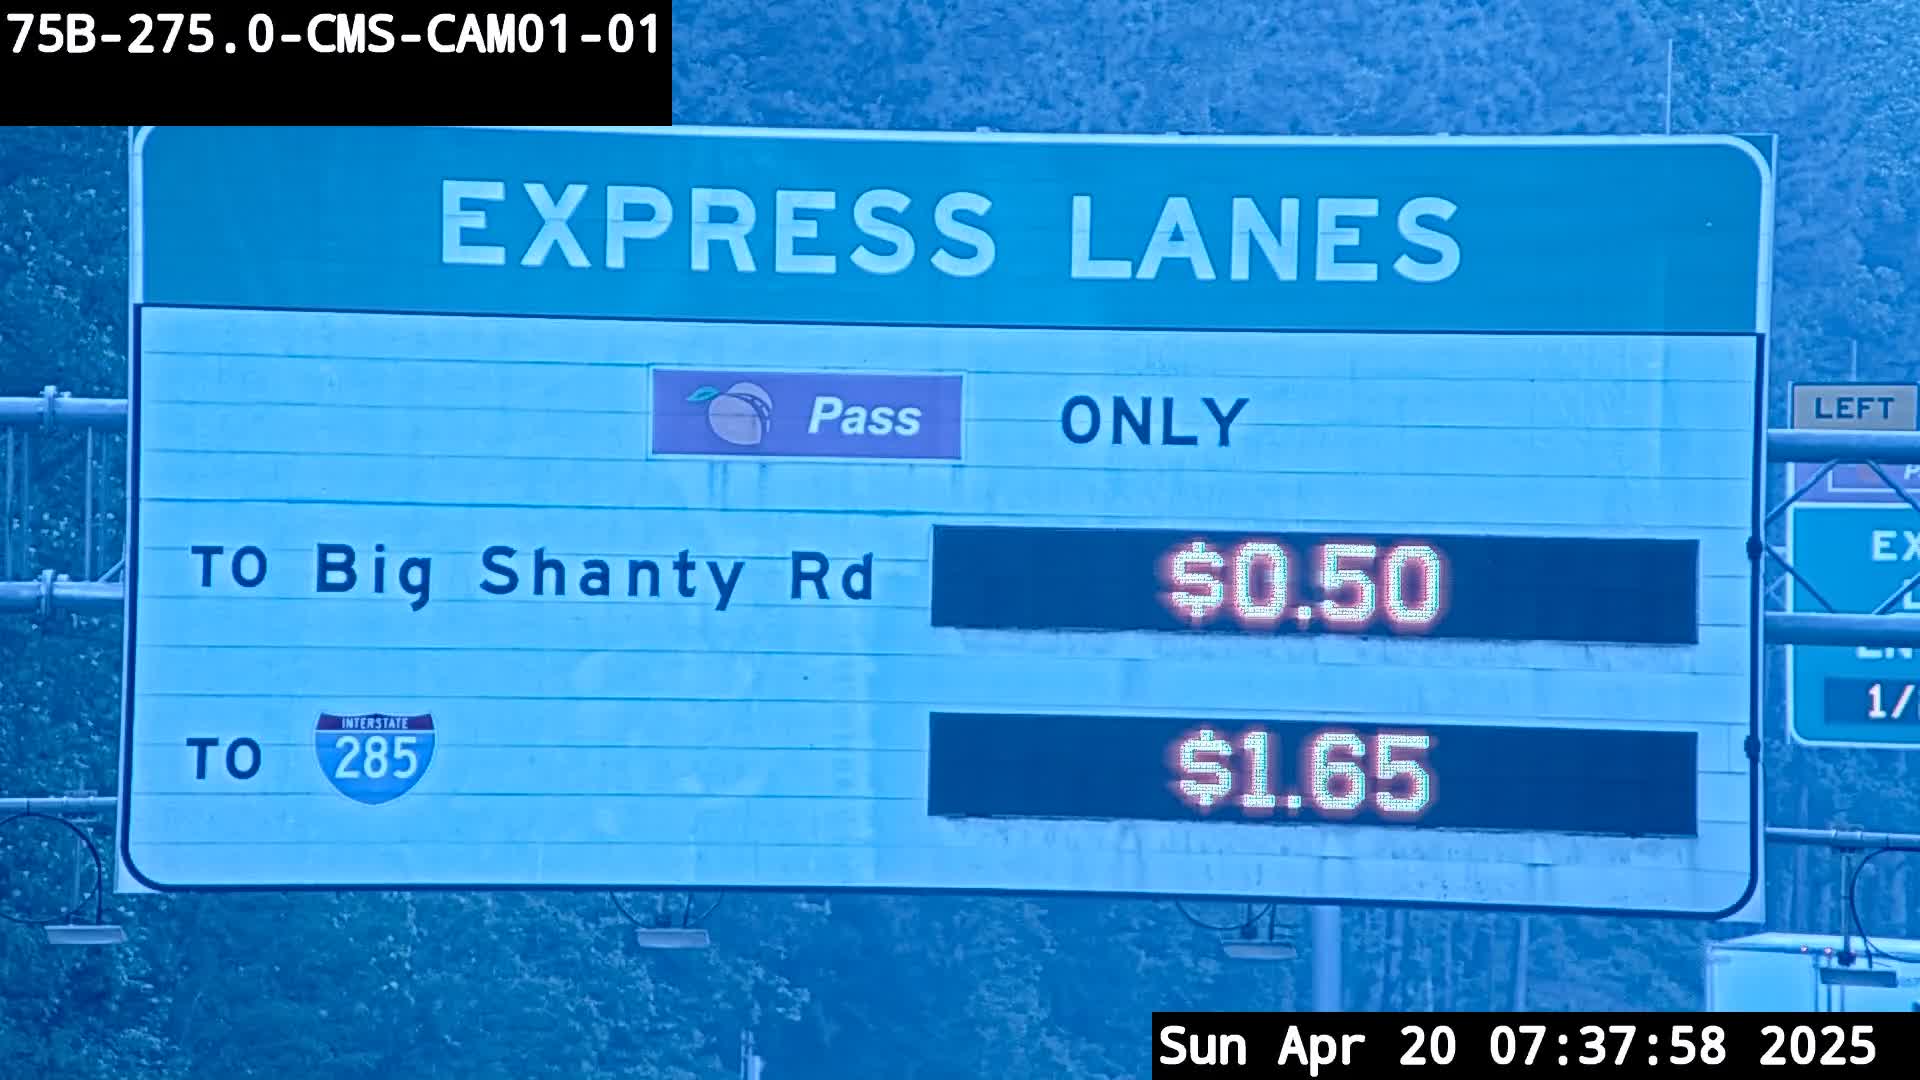 75B-275.0-CMS-CAM01-01
EXPRESS LANES
Pass ONLY
LEFT
TO Big Shanty Rd $0.50
TO INTERSTATE 285 $1.65
1/
Sun Apr 20 07:37:58 2025